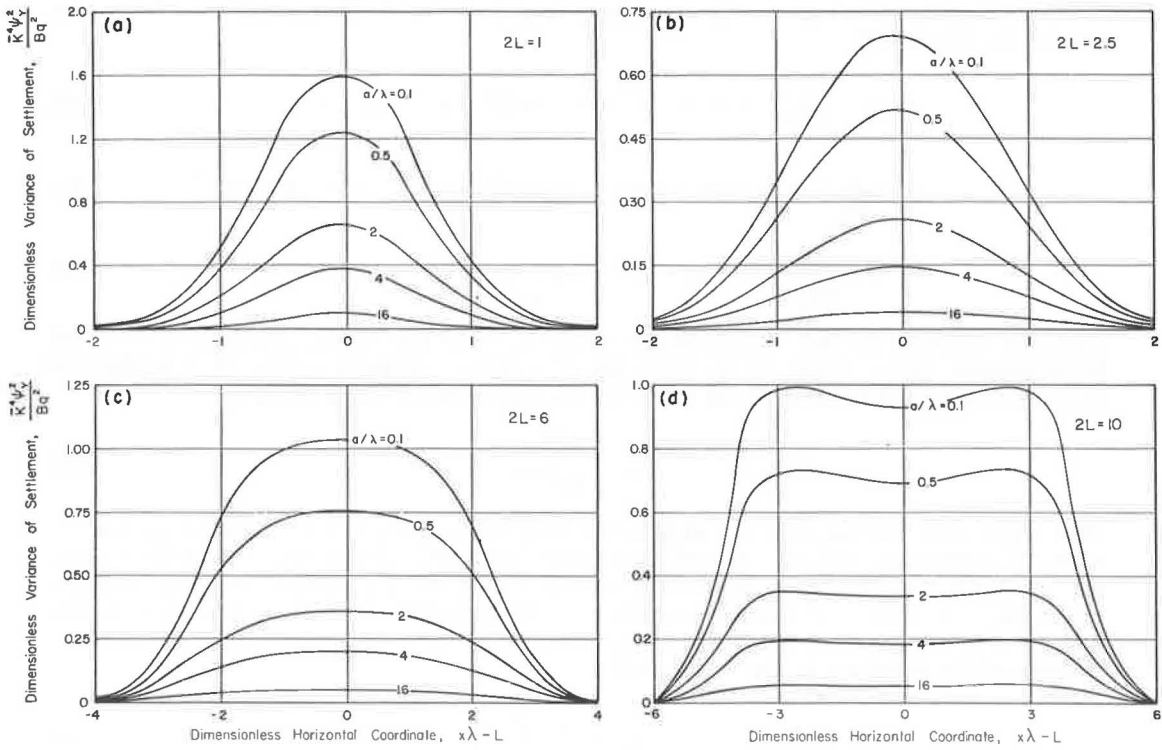 K̄⁴ψ²_Y / Bq²
Dimensionless Variance of Settlement,
2.0
1.6
1.2
0.8
0.4
0
(a)
2L=1
a/λ=0.1
0.5
2
4
16
-2 -1 0 1 2
0.75
0.60
0.45
0.30
0.15
0
(b)
2L=2.5
a/λ=0.1
0.5
2
4
16
-2 -1 0 1 2
K̄⁴ψ²_Y / Bq²
Dimensionless Variance of Settlement,
1.25
1.00
0.75
0.50
0.25
0
(c)
2L=6
a/λ=0.1
0.5
2
4
16
-4 -2 0 2 4
Dimensionless Horizontal Coordinate, xλ-L
1.0
0.8
0.6
0.4
0.2
0
(d)
2L=10
a/λ=0.1
0.5
2
4
16
-6 -3 0 3 6
Dimensionless Horizontal Coordinate, xλ-L